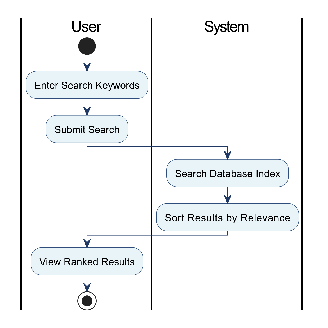 User
System
Enter Search Keywords
Submit Search
Search Database Index
Sort Results by Relevance
View Ranked Results